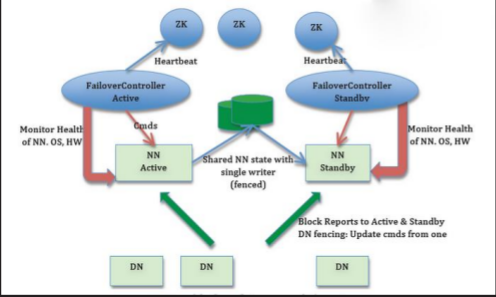 ZK
ZK
ZK
Heartbeat
Heartbeat
FailoverController
Active
FailoverController
Standby
Cmds
Monitor Health
of NN. OS, HW
Monitor Health
of NN. OS, HW
NN
Active
Shared NN state with
single writer
(fenced)
NN
Standby
Block Reports to Active & Standby
DN fencing: Update cmds from one
DN
DN
DN